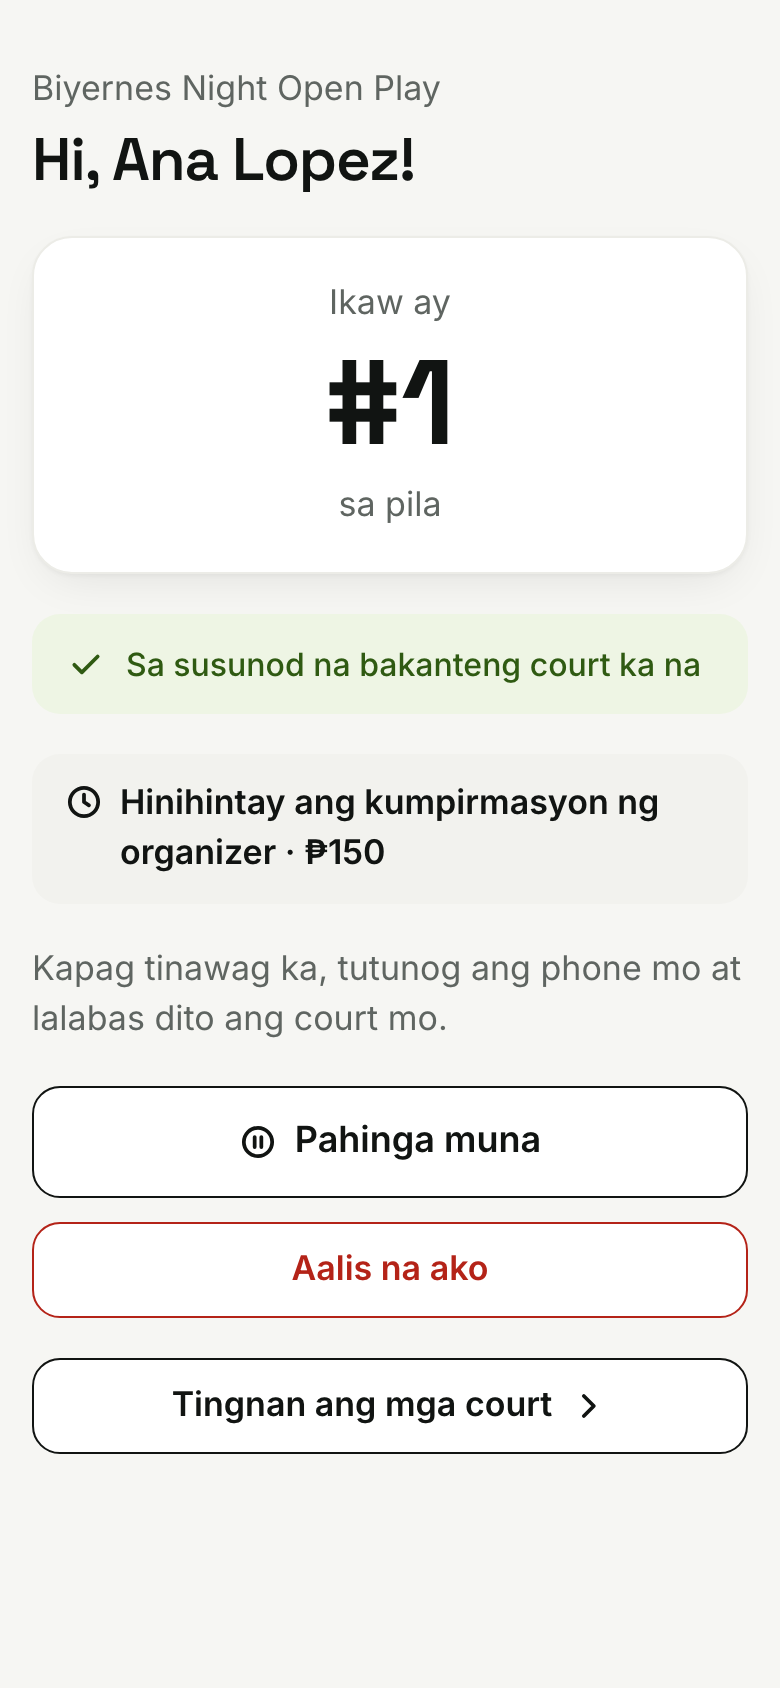 Biyernes Night Open Play
Hi, Ana Lopez!
Ikaw ay
#1
sa pila
Sa susunod na bakanteng court ka na
Hinihintay ang kumpirmasyon ng
organizer · ₱150
Kapag tinawag ka, tutunog ang phone mo at
lalabas dito ang court mo.
Pahinga muna
Aalis na ako
Tingnan ang mga court